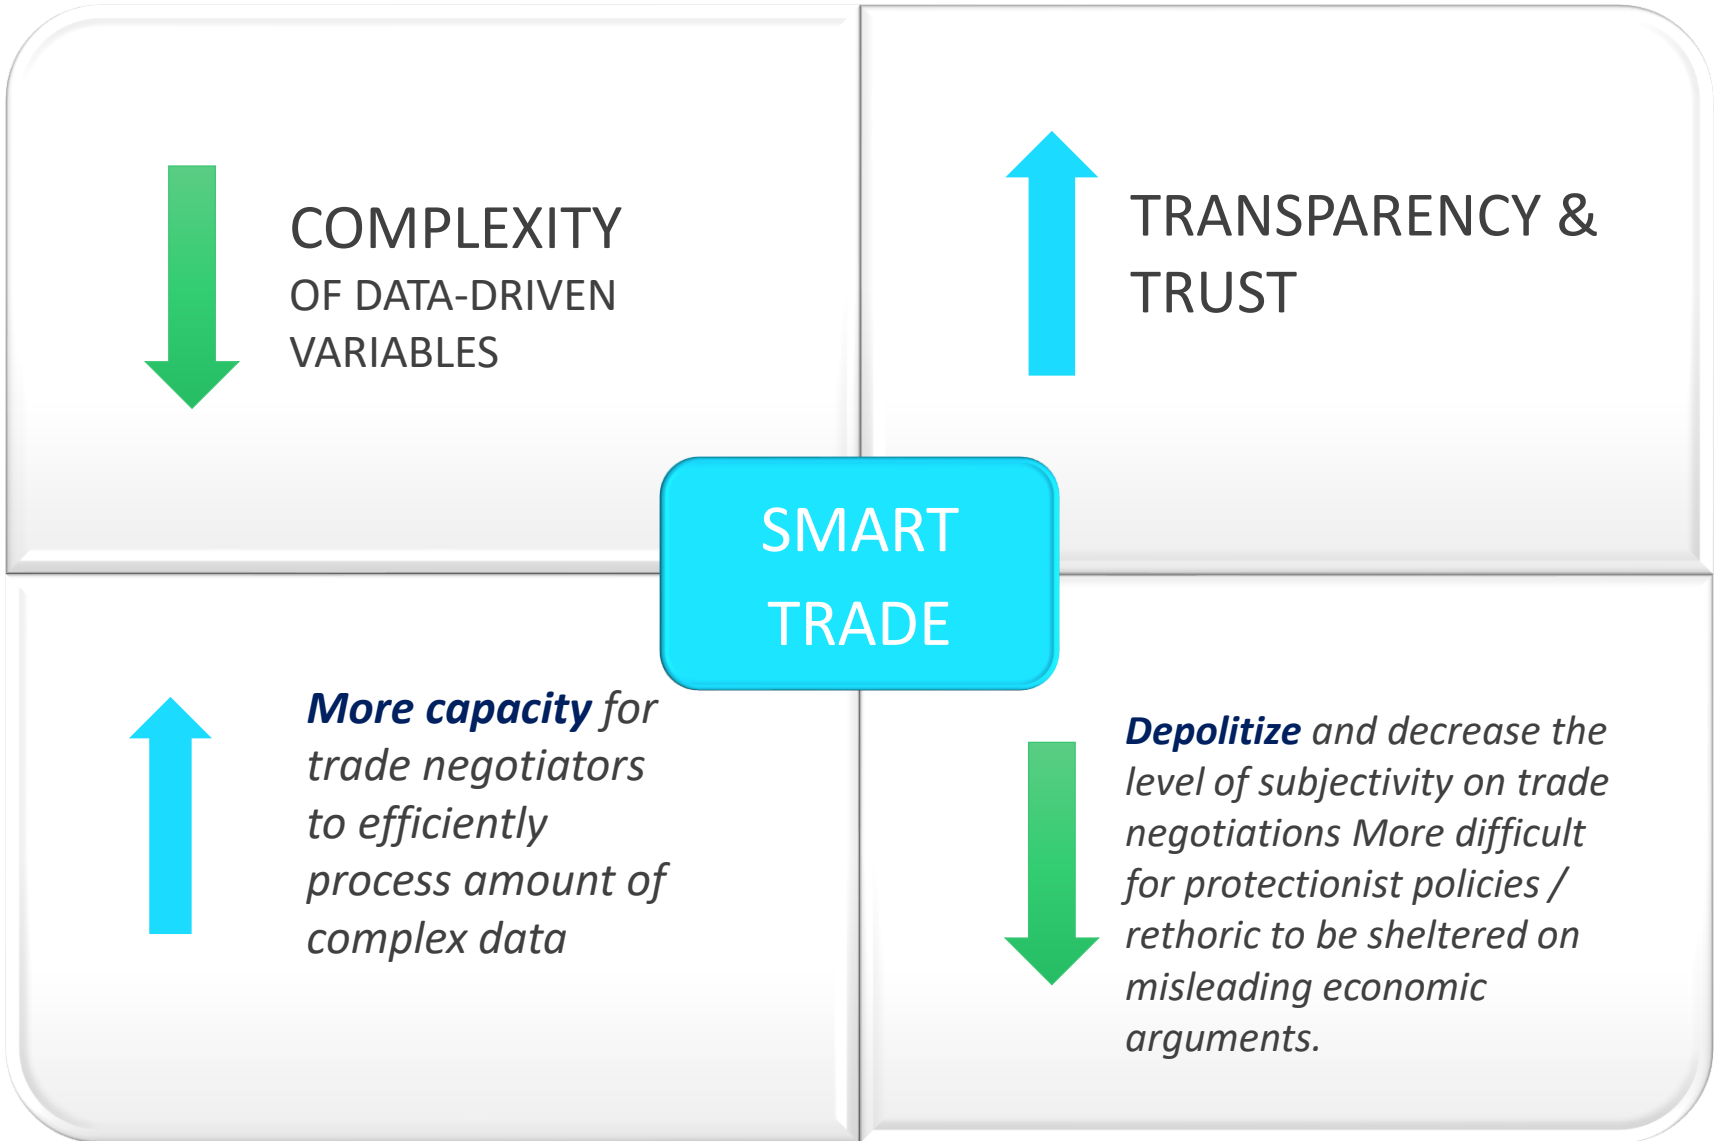 COMPLEXITY
OF DATA-DRIVEN
VARIABLES
TRANSPARENCY &
TRUST
SMART
TRADE
More capacity for
trade negotiators
to efficiently
process amount of
complex data
Depolitize and decrease the
level of subjectivity on trade
negotiations More difficult
for protectionist policies /
rethoric to be sheltered on
misleading economic
arguments.